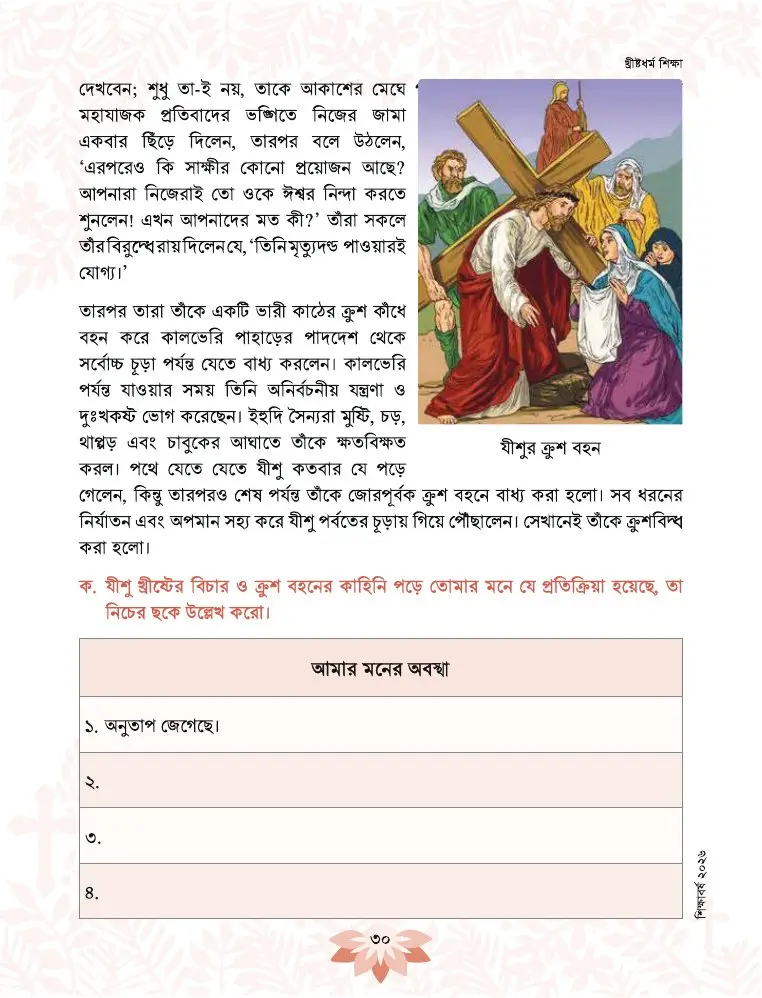 খ্রীষ্টধর্ম শিক্ষা
দেখবেন; শুধু তা-ই নয়, তাকে আকাশের মেঘে
মহাযাজক প্রতিবাদের ভঙ্গিতে নিজের জামা
একবার ছিঁড়ে দিলেন, তারপর বলে উঠলেন,
‘এরপরেও কি সাক্ষীর কোনো প্রয়োজন আছে?
আপনারা নিজেরাই তো ওকে ঈশ্বর নিন্দা করতে
শুনলেন! এখন আপনাদের মত কী?’ তাঁরা সকলে
তাঁর বিরুদ্ধে রায় দিলেন যে, ‘তিনি মৃত্যুদন্ড পাওয়ারই
যোগ্য।’
তারপর তারা তাঁকে একটি ভারী কাঠের ক্রুশ কাঁধে
বহন করে কালভেরি পাহাড়ের পাদদেশ থেকে
সর্বোচ্চ চূড়া পর্যন্ত যেতে বাধ্য করলেন। কালভেরি
পর্যন্ত যাওয়ার সময় তিনি অনির্বচনীয় যন্ত্রণা ও
দুঃখকষ্ট ভোগ করেছেন। ইহুদি সৈন্যরা মুষ্টি, চড়,
থাপ্পড় এবং চাবুকের আঘাতে তাঁকে ক্ষতবিক্ষত
করল। পথে যেতে যেতে যীশু কতবার যে পড়ে
গেলেন, কিন্তু তারপরও শেষ পর্যন্ত তাঁকে জোরপূর্বক ক্রুশ বহনে বাধ্য করা হলো। সব ধরনের
নির্যাতন এবং অপমান সহ্য করে যীশু পর্বতের চূড়ায় গিয়ে পৌঁছালেন। সেখানেই তাঁকে ক্রুশবিদ্ধ
করা হলো।
যীশুর ক্রুশ বহন
ক. যীশু খ্রীষ্টের বিচার ও ক্রুশ বহনের কাহিনি পড়ে তোমার মনে যে প্রতিক্রিয়া হয়েছে, তা
নিচের ছকে উল্লেখ করো।
আমার মনের অবস্থা
১. অনুতাপ জেগেছে।
২.
৩.
৪.
শিক্ষাবর্ষ ২০২৬
৩০